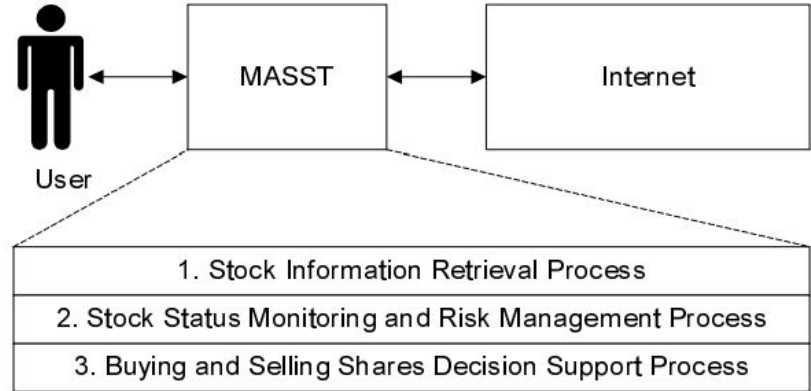 MASST
Internet
User
1. Stock Information Retrieval Process
2. Stock Status Monitoring and Risk Management Process
3. Buying and Selling Shares Decision Support Process